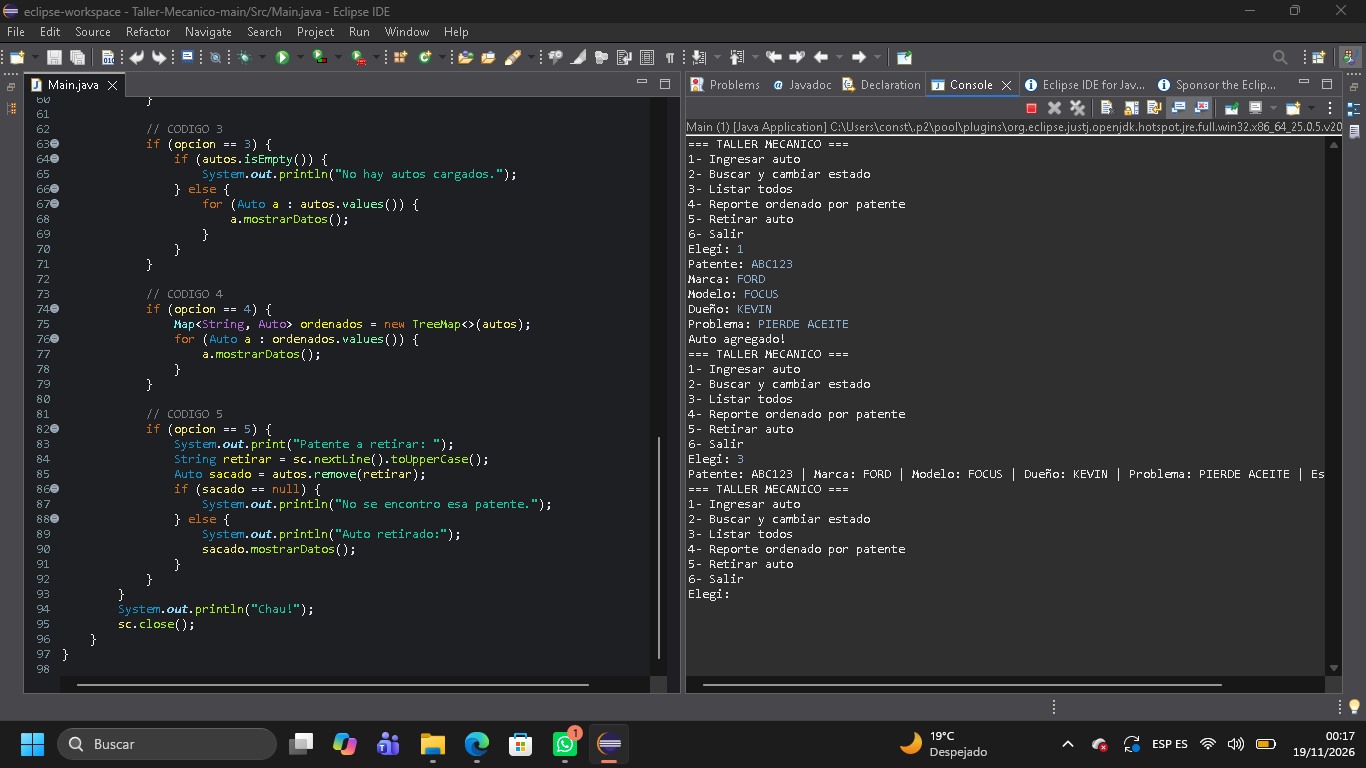 eclipse-workspace - Taller-Mecanico-main/Src/Main.java - Eclipse IDE
File Edit Source Refactor Navigate Search Project Run Window Help
Main.java
60 }
61
62 // CODIGO 3
63 if (opcion == 3) {
64 if (autos.isEmpty()) {
65 System.out.println("No hay autos cargados.");
66 } else {
67 for (Auto a : autos.values()) {
68 a.mostrarDatos();
69 }
70 }
71 }
72
73 // CODIGO 4
74 if (opcion == 4) {
75 Map<String, Auto> ordenados = new TreeMap<>(autos);
76 for (Auto a : ordenados.values()) {
77 a.mostrarDatos();
78 }
79 }
80
81 // CODIGO 5
82 if (opcion == 5) {
83 System.out.print("Patente a retirar: ");
84 String retirar = sc.nextLine().toUpperCase();
85 Auto sacado = autos.remove(retirar);
86 if (sacado == null) {
87 System.out.println("No se encontro esa patente.");
88 } else {
89 System.out.println("Auto retirado:");
90 sacado.mostrarDatos();
91 }
92 }
93 }
94 System.out.println("Chau!");
95 sc.close();
96 }
97 }
98
Problems Javadoc Declaration Console Eclipse IDE for Jav... Sponsor the Eclip...
Main (1) [Java Application] C:\Users\const\.p2\pool\plugins\org.eclipse.justj.openjdk.hotspot.jre.full.win32.x86_64_25.0.5.v20
=== TALLER MECANICO ===
1- Ingresar auto
2- Buscar y cambiar estado
3- Listar todos
4- Reporte ordenado por patente
5- Retirar auto
6- Salir
Elegi: 1
Patente: ABC123
Marca: FORD
Modelo: FOCUS
Dueño: KEVIN
Problema: PIERDE ACEITE
Auto agregado!
=== TALLER MECANICO ===
1- Ingresar auto
2- Buscar y cambiar estado
3- Listar todos
4- Reporte ordenado por patente
5- Retirar auto
6- Salir
Elegi: 3
Patente: ABC123 | Marca: FORD | Modelo: FOCUS | Dueño: KEVIN | Problema: PIERDE ACEITE | Es
=== TALLER MECANICO ===
1- Ingresar auto
2- Buscar y cambiar estado
3- Listar todos
4- Reporte ordenado por patente
5- Retirar auto
6- Salir
Elegi:
Buscar
1
19°C
Despejado
ESP ES
00:17
19/11/2026